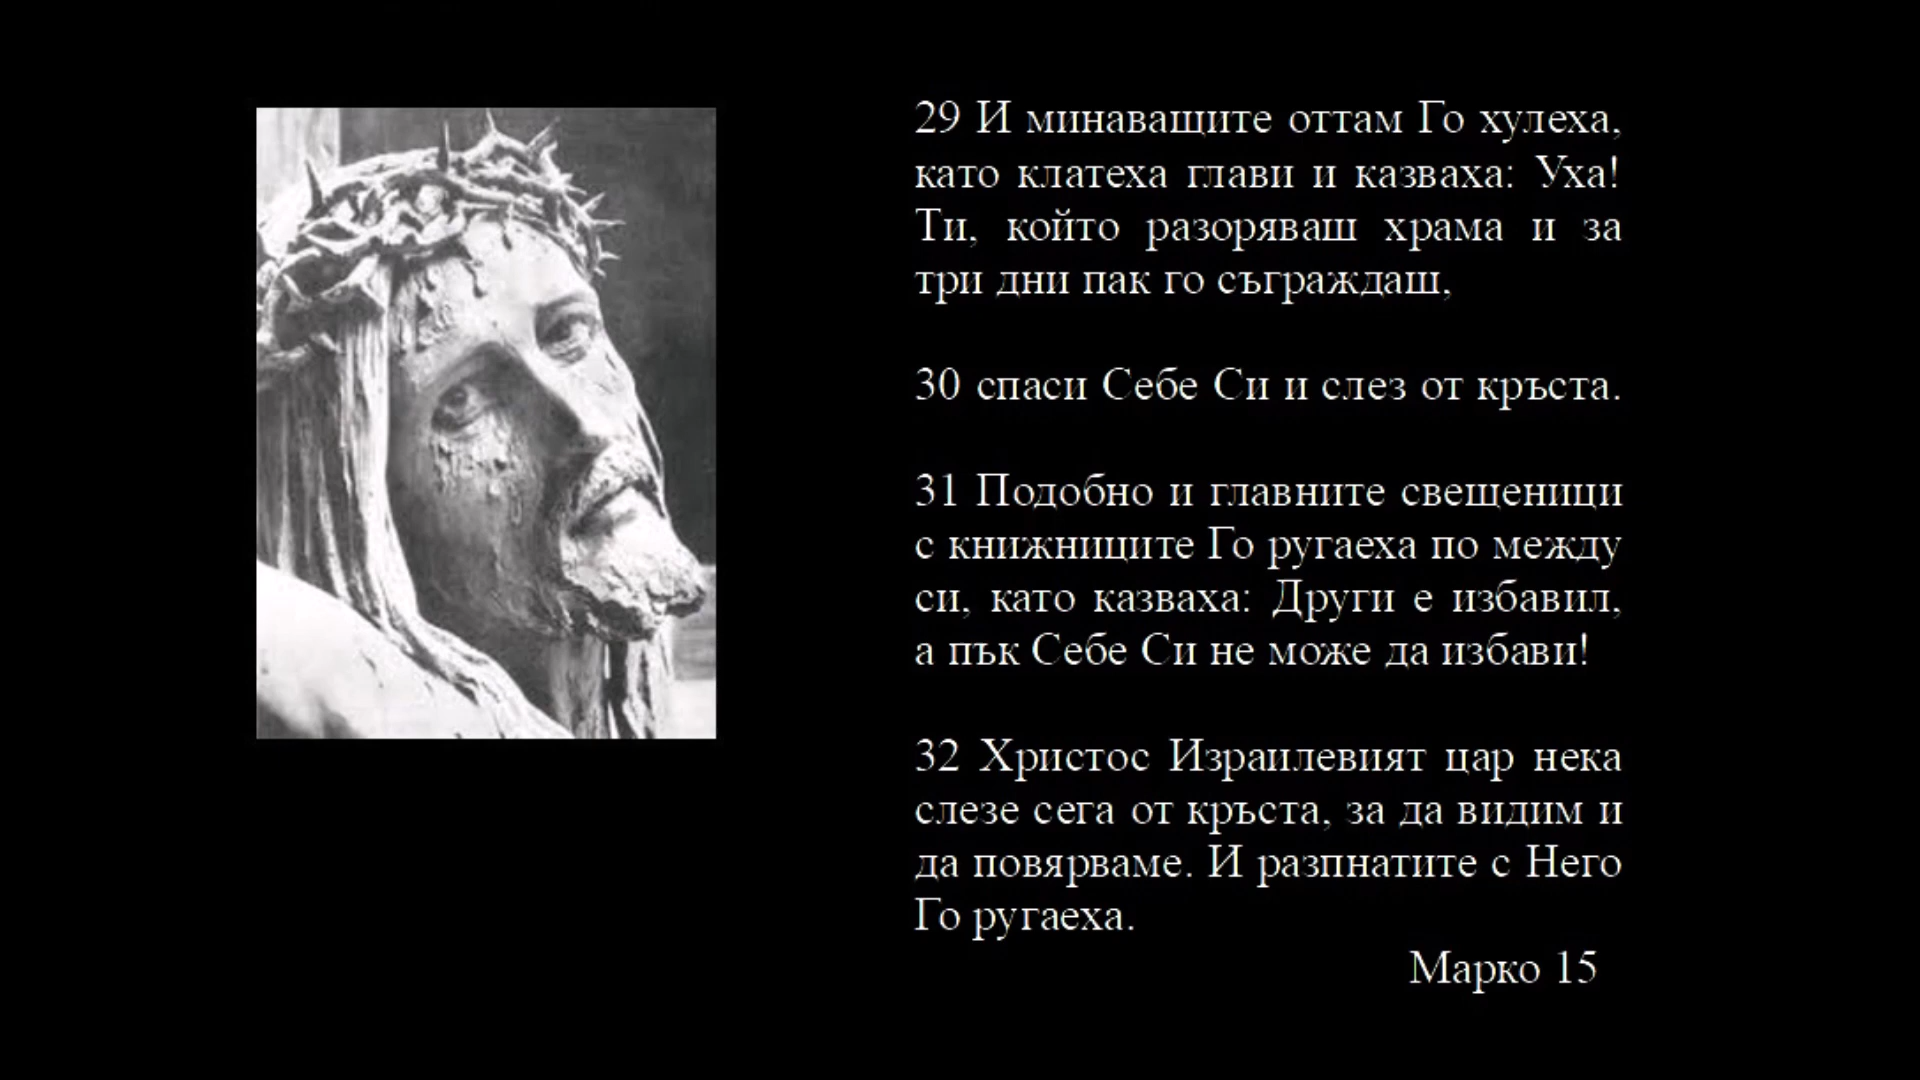 29 И минаващите оттам Го хулеха,
като клатеха глави и казваха: Уха!
Ти, който разоряваш храма и за
три дни пак го съграждаш,
30 спаси Себе Си и слез от кръста.
31 Подобно и главните свещеници
с книжниците Го ругаеха по между
си, като казваха: Други е избавил,
а пък Себе Си не може да избави!
32 Христос Израилевият цар нека
слезе сега от кръста, за да видим и
да повярваме. И разпнатите с Него
Го ругаеха.
Марко 15